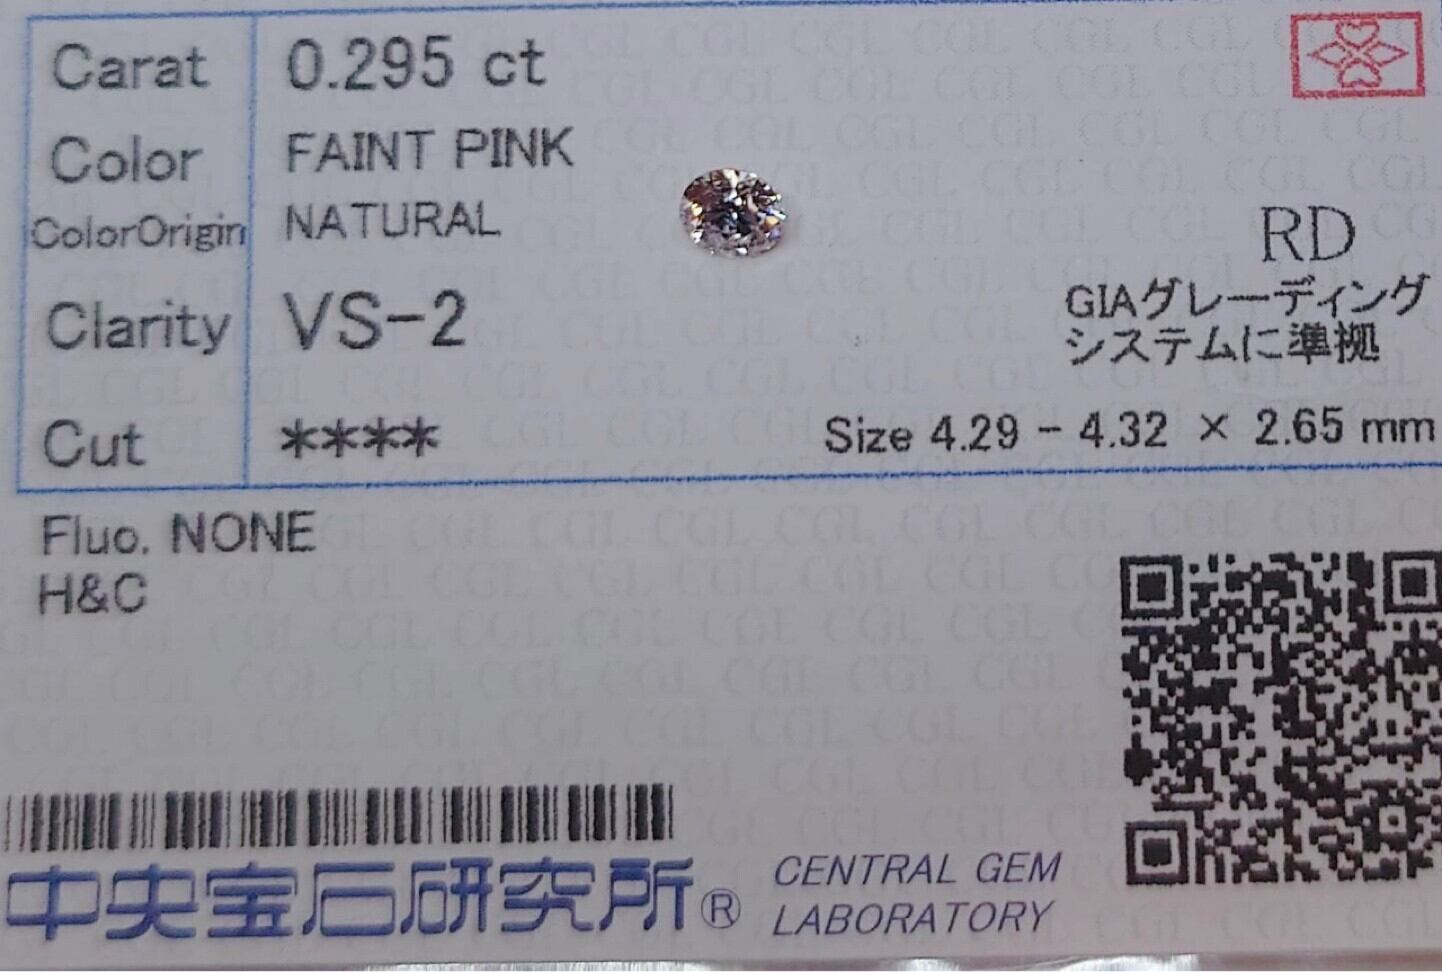 Carat 0.295 ct
Color FAINT PINK
ColorOrigin NATURAL
RD
Clarity VS-2
GIAグレーディング
システムに準拠
Cut ****
Size 4.29 - 4.32 × 2.65 mm
Fluo. NONE
H&C
中央宝石研究所® CENTRAL GEM
LABORATORY